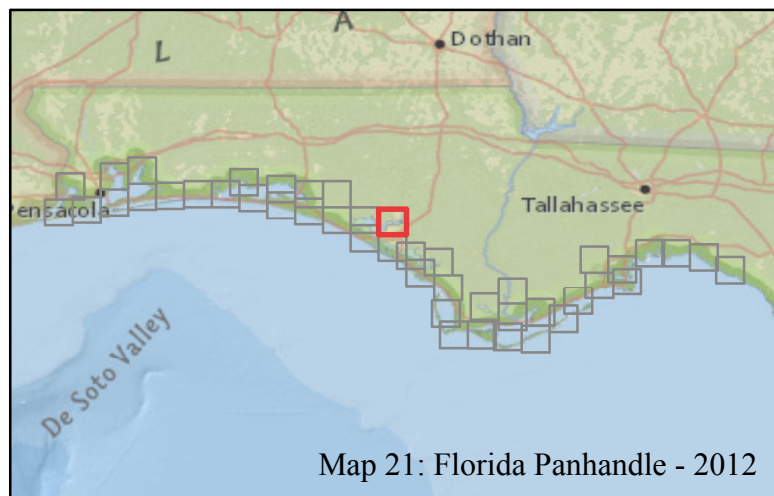 L A
Dothan
Pensacola
Tallahassee
De Soto Valley
Map 21: Florida Panhandle - 2012